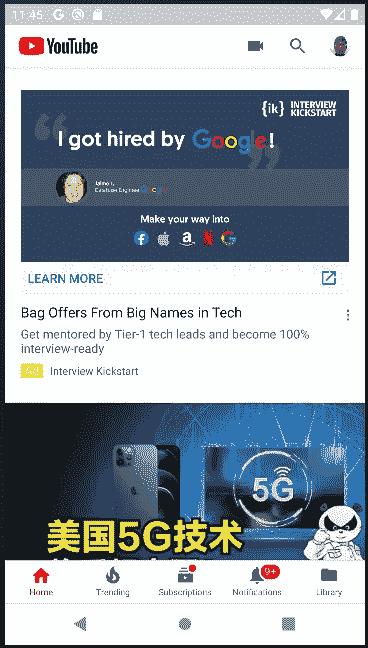 11:45
YouTube
{ik} INTERVIEW
KICKSTART
I got hired by Google!
Make your way into
LEARN MORE
Bag Offers From Big Names in Tech
Get mentored by Tier-1 tech leads and become 100%
interview-ready
Interview Kickstart
5G
美国5G技术
9+
Home
Trending
Subscriptions
Notifications
Library